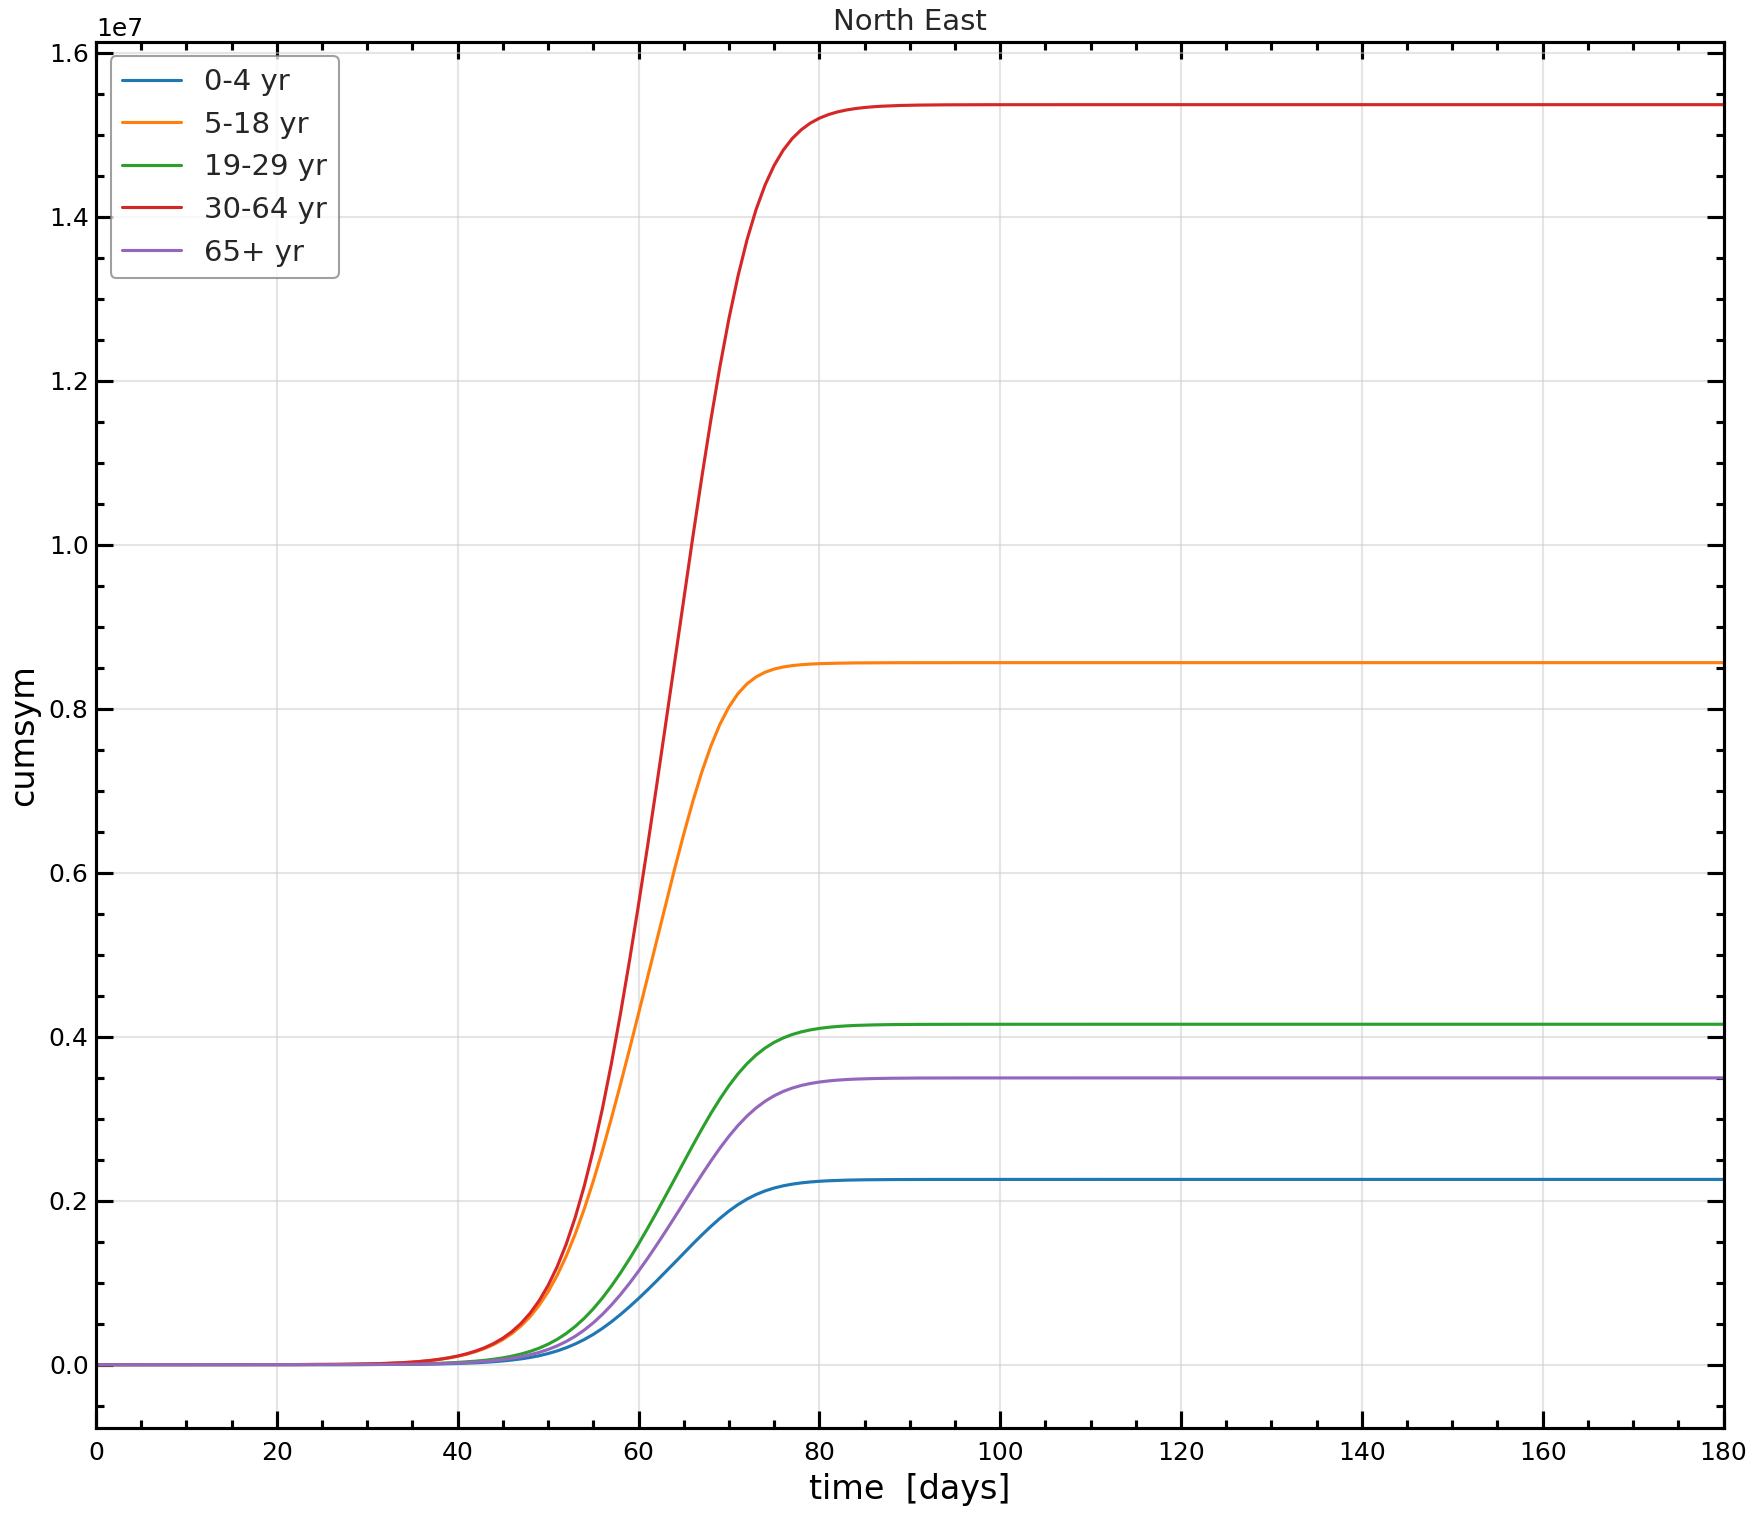 North East
1e7
1.6
1.4
1.2
1.0
0.8
0.6
0.4
0.2
0.0
0-4 yr
5-18 yr
19-29 yr
30-64 yr
65+ yr
cumsym
0 20 40 60 80 100 120 140 160 180
time [days]